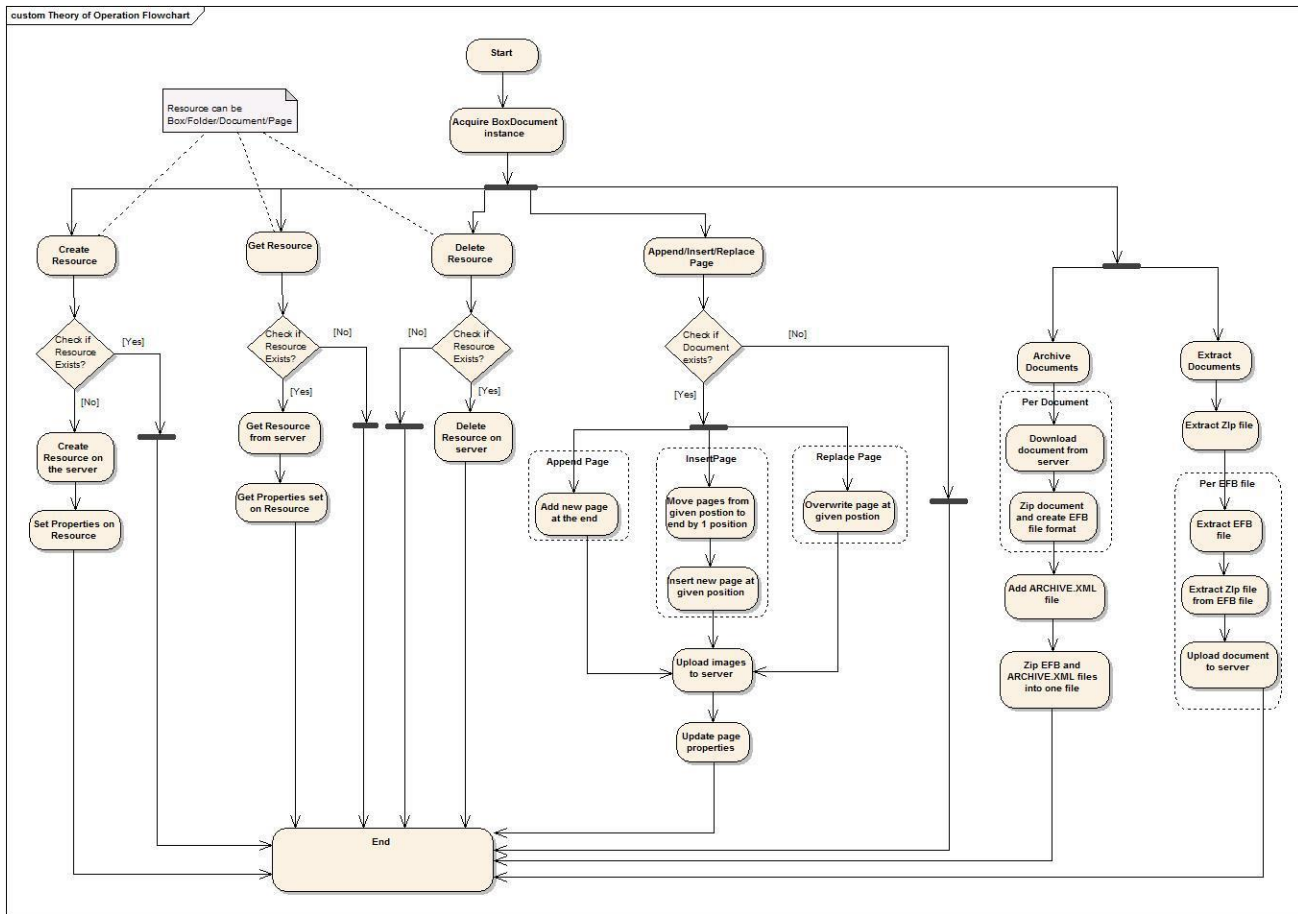 custom Theory of Operation Flowchart
Start
Resource can be
Box/Folder/Document/Page
Acquire BoxDocument
instance
Create
Resource
Get Resource
Delete
Resource
Append/Insert/Replace
Page
Check if
Resource
Exists?
[Yes]
[No]
Check if
Resource
Exists?
[No]
[Yes]
Check if
Resource
Exists?
[No]
[Yes]
Check if
Document
exists?
[No]
[Yes]
Archive
Documents
Extract
Documents
Create
Resource on
the server
Set Properties on
Resource
Get Resource
from server
Get Properties set
on Resource
Delete
Resource on
server
Append Page
Add new page
at the end
InsertPage
Move pages from
given postion to
end by 1 position
Insert new page at
given position
Replace Page
Overwrite page at
given postion
Upload images
to server
Update page
properties
Per Document
Download
document from
server
Zip document
and create EFB
file format
Add ARCHIVE.XML
file
Zip EFB and
ARCHIVE.XML files
into one file
Extract ZIp file
Per EFB file
Extract EFB
file
Extract ZIp file
from EFB file
Upload document
to server
End